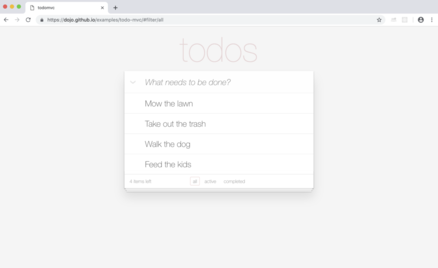 todomvc
https://dojo.github.io/examples/todo-mvc/#filter/all
todos
What needs to be done?
Mow the lawn
Take out the trash
Walk the dog
Feed the kids
4 items left all active completed